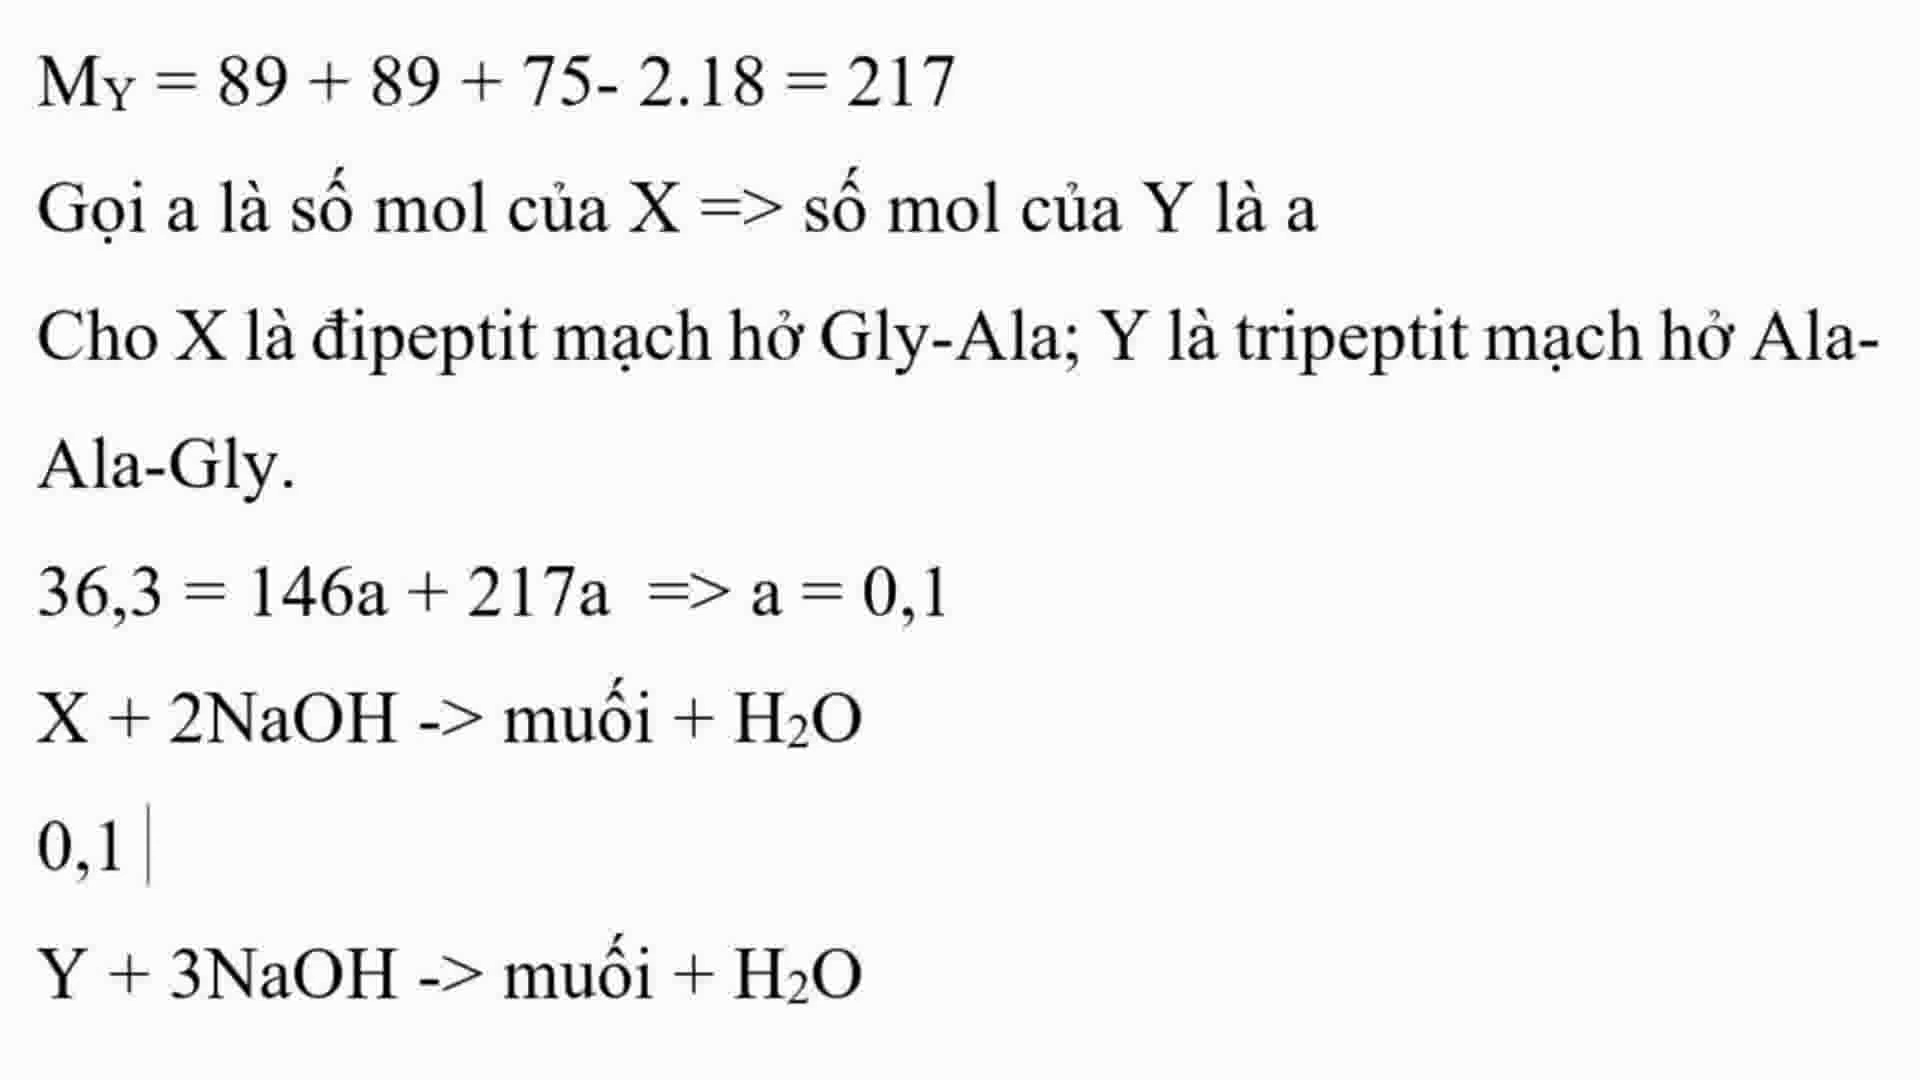 MY = 89 + 89 + 75- 2.18 = 217
Gọi a là số mol của X => số mol của Y là a
Cho X là đipeptit mạch hở Gly-Ala; Y là tripeptit mạch hở Ala-
Ala-Gly.
36,3 = 146a + 217a => a = 0,1
X + 2NaOH -> muối + H2O
0,1
Y + 3NaOH -> muối + H2O